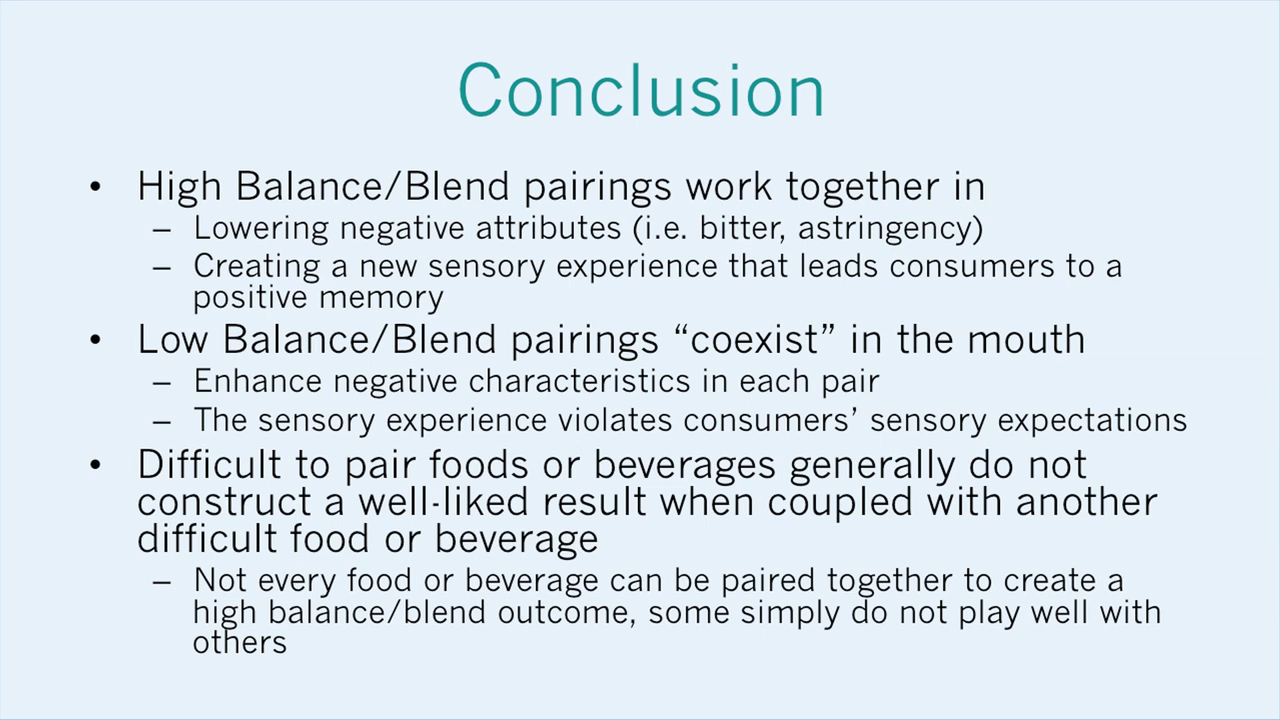 Conclusion
• High Balance/Blend pairings work together in
– Lowering negative attributes (i.e. bitter, astringency)
– Creating a new sensory experience that leads consumers to a
positive memory
• Low Balance/Blend pairings “coexist” in the mouth
– Enhance negative characteristics in each pair
– The sensory experience violates consumers’ sensory expectations
• Difficult to pair foods or beverages generally do not
construct a well-liked result when coupled with another
difficult food or beverage
– Not every food or beverage can be paired together to create a
high balance/blend outcome, some simply do not play well with
others